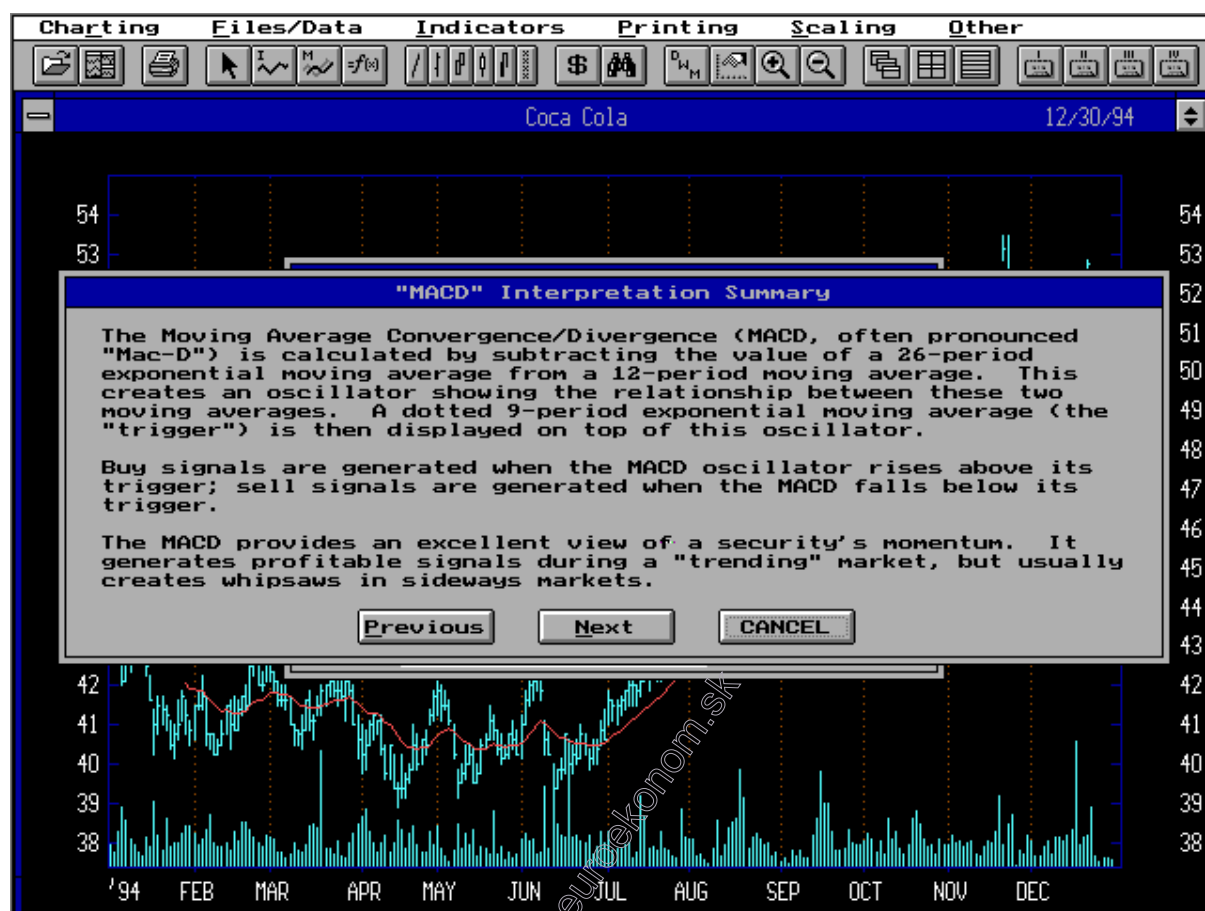 Charting Files/Data Indicators Printing Scaling Other
Coca Cola 12/30/94
54 54
53 53
"MACD" Interpretation Summary
52
The Moving Average Convergence/Divergence (MACD, often pronounced
51
"Mac-D") is calculated by subtracting the value of a 26-period
exponential moving average from a 12-period moving average.  This
50
creates an oscillator showing the relationship between these two
moving averages.  A dotted 9-period exponential moving average (the
49
"trigger") is then displayed on top of this oscillator.
48
Buy signals are generated when the MACD oscillator rises above its
trigger; sell signals are generated when the MACD falls below its
47
trigger.
46
The MACD provides an excellent view of a security's momentum.  It
generates profitable signals during a "trending" market, but usually
45
creates whipsaws in sideways markets.
44
Previous Next CANCEL
43
42 42
41 41
40 40
39 39
38 38
'94 FEB MAR APR MAY JUN JUL AUG SEP OCT NOV DEC
euroekonom.sk